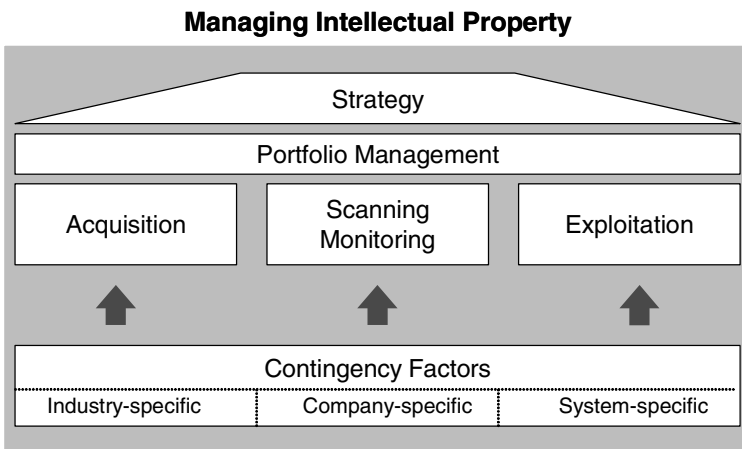 Managing Intellectual Property
Strategy
Portfolio Management
Acquisition
Scanning
Monitoring
Exploitation
Contingency Factors
Industry-specific
Company-specific
System-specific